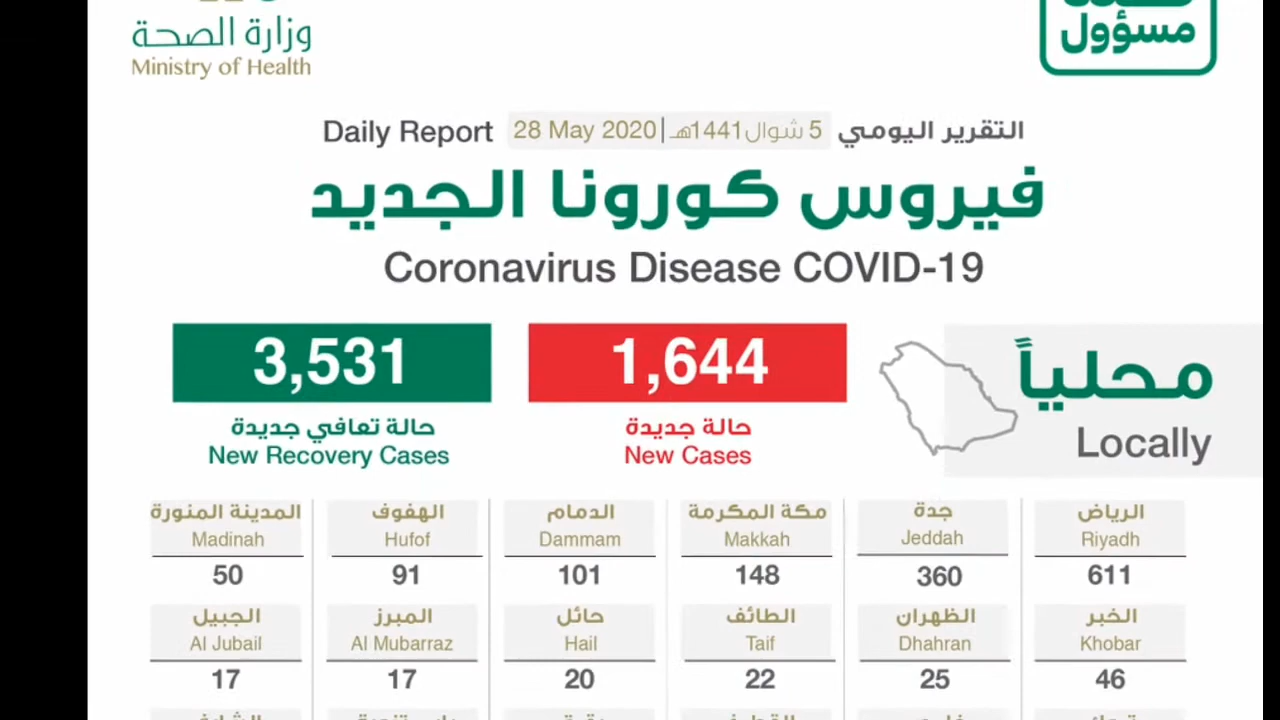 وزارة الصحة
Ministry of Health
مسؤول
Daily Report 28 May 2020 | 5 شوال 1441هـ التقرير اليومي
فيروس كورونا الجديد
Coronavirus Disease COVID-19
محلياً
Locally
1,644
حالة جديدة
New Cases
3,531
حالة تعافي جديدة
New Recovery Cases
الرياض جدة مكة المكرمة الدمام الهفوف المدينة المنورة
Riyadh Jeddah Makkah Dammam Hufof Madinah
611 360 148 101 91 50
الخبر الظهران الطائف حائل المبرز الجبيل
Khobar Dhahran Taif Hail Al Mubarraz Al Jubail
46 25 22 20 17 17